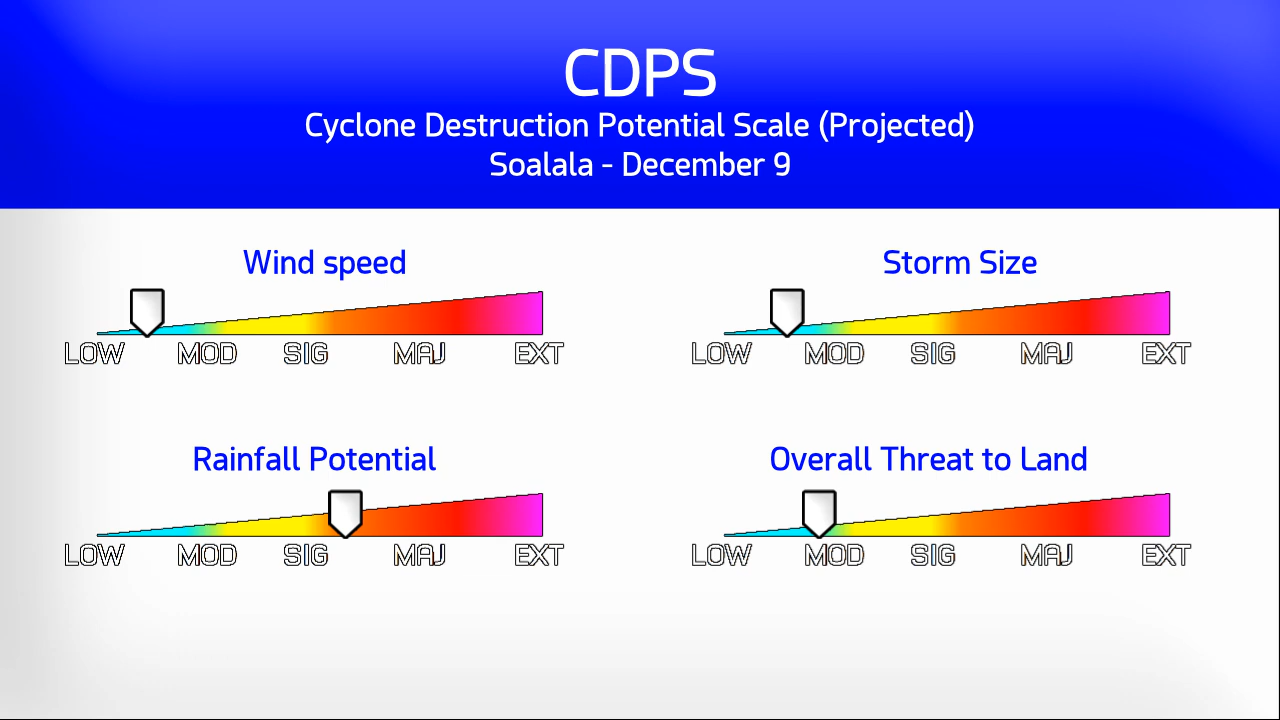 CDPS
Cyclone Destruction Potential Scale (Projected)
Soalala - December 9
Wind speed
LOW MOD SIG MAJ EXT
Storm Size
LOW MOD SIG MAJ EXT
Rainfall Potential
LOW MOD SIG MAJ EXT
Overall Threat to Land
LOW MOD SIG MAJ EXT